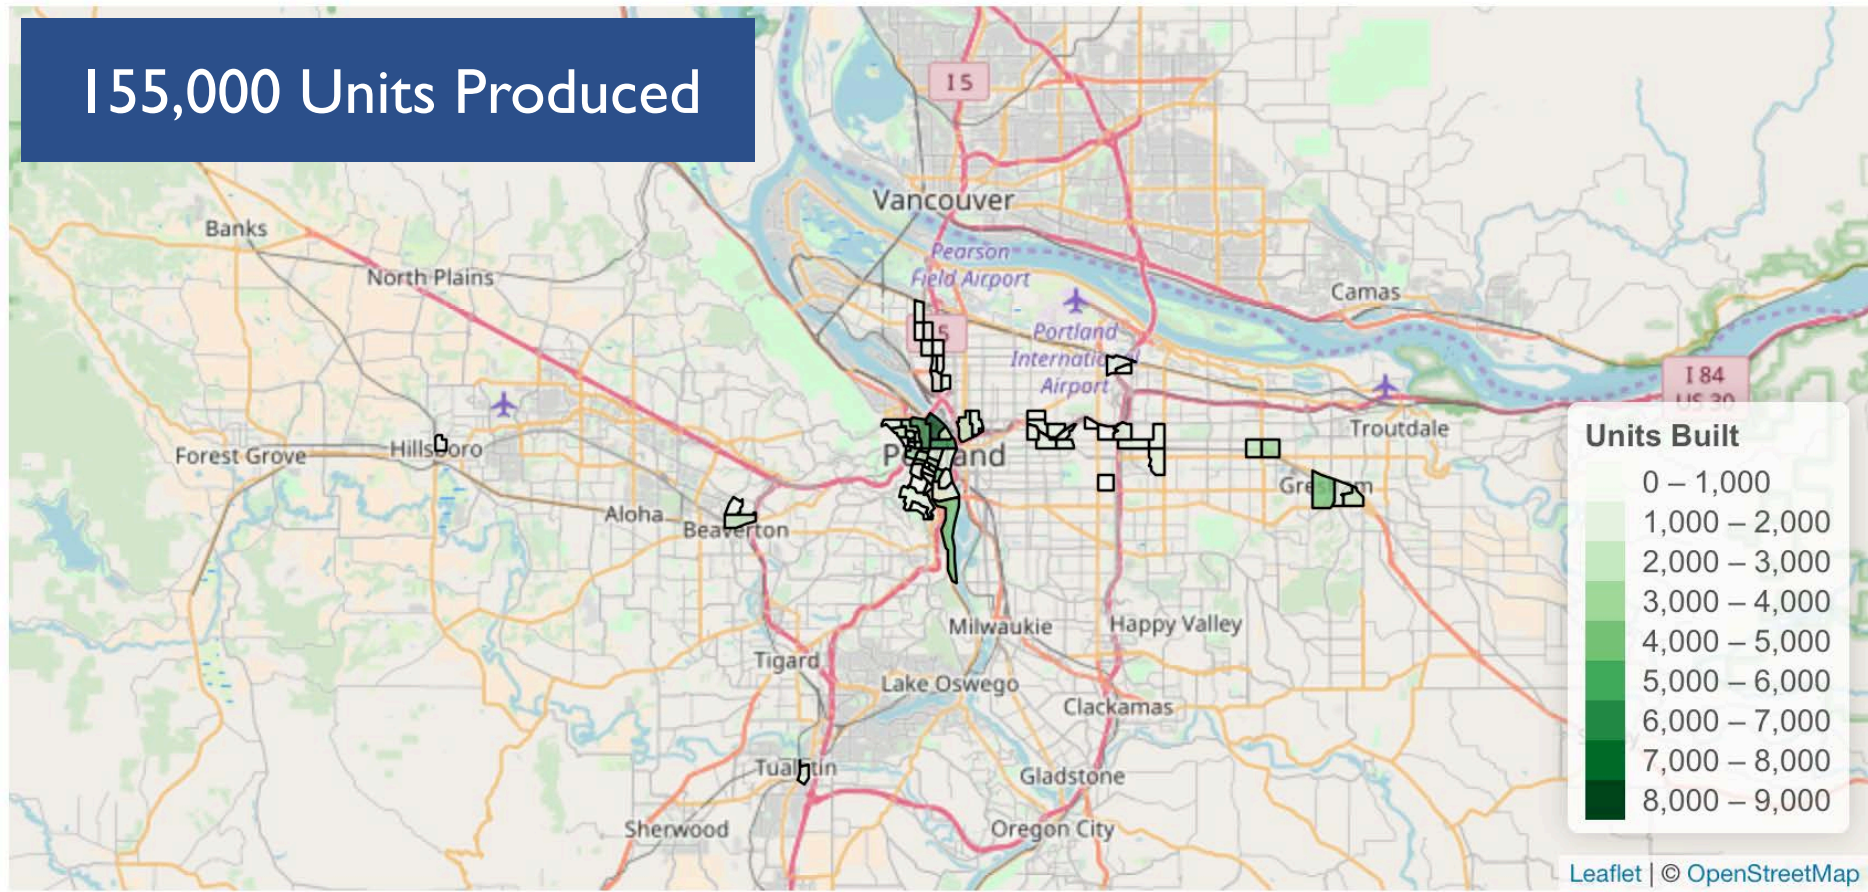 155,000 Units Produced
I 5
Vancouver
Banks
Pearson
Field Airport
North Plains
Camas
5
Portland
Airport
I 84
US 30
Troutdale
Hillsboro
Forest Grove
Portland
Gresham
Aloha
Beaverton
Milwaukie
Happy Valley
Tigard
Lake Oswego
Clackamas
Tualatin
Gladstone
Sherwood
Oregon City
Units Built
0 – 1,000
1,000 – 2,000
2,000 – 3,000
3,000 – 4,000
4,000 – 5,000
5,000 – 6,000
6,000 – 7,000
7,000 – 8,000
8,000 – 9,000
Leaflet | © OpenStreetMap